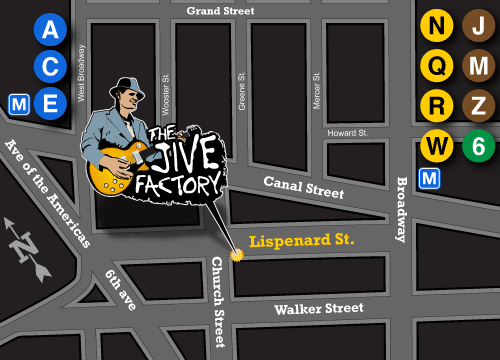 Grand Street
A
C
M E
N J
Q M
R Z
W 6
M
West Broadway
Wooster St.
Greene St.
Mercer St.
Howard St.
THE
JIVE
FACTORY
Ave of the Americas
Canal Street
Broadway
Lispenard St.
N
6th ave
Church Street
Walker Street